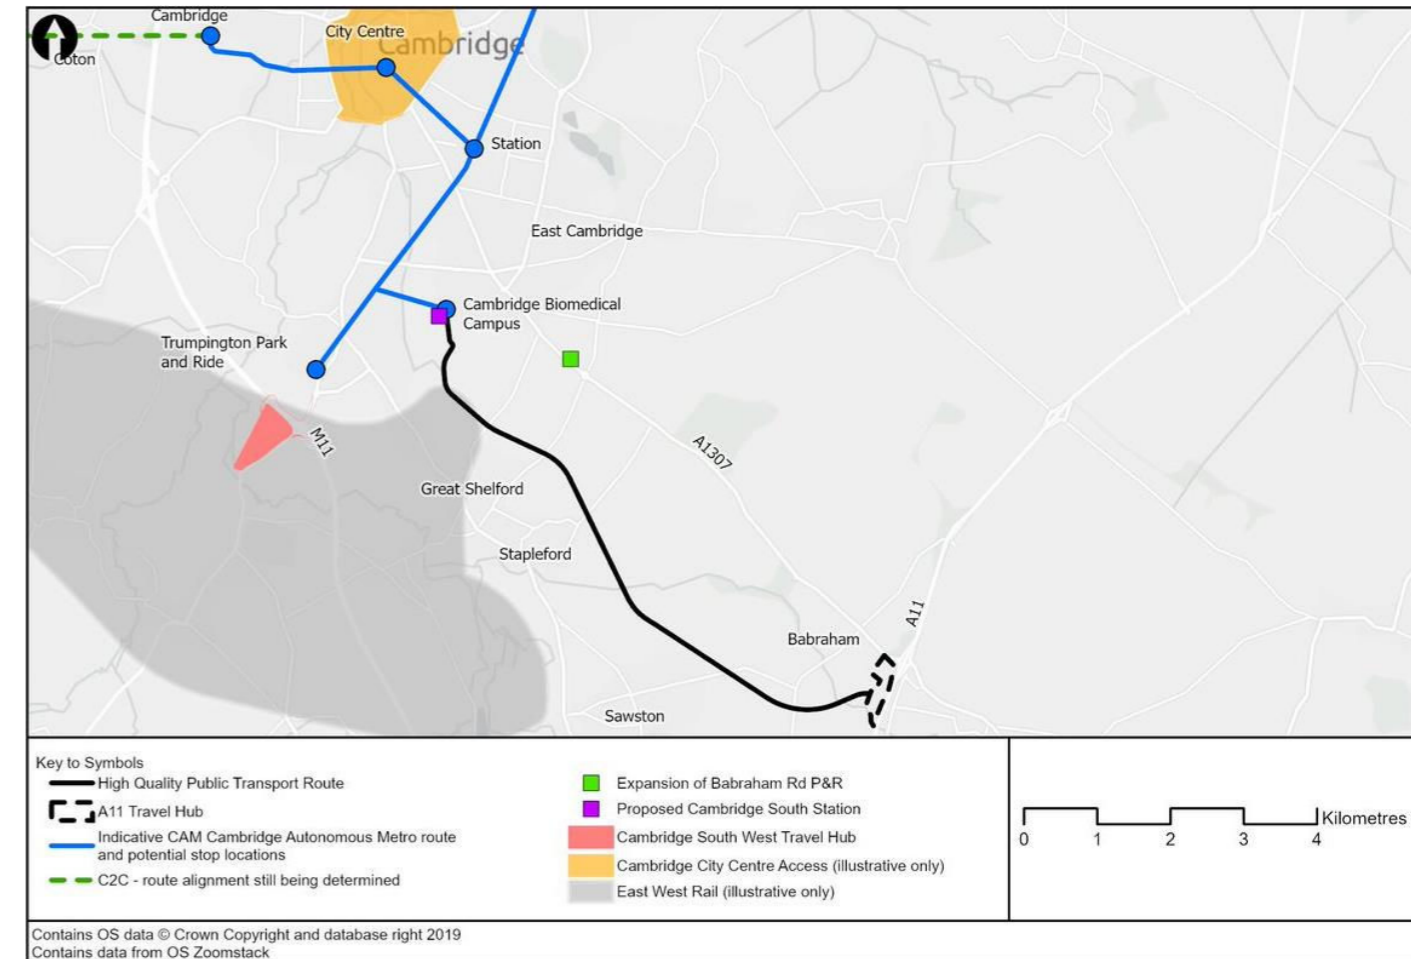 Cambridge
City Centre
Cambridge
Coton
Station
East Cambridge
Cambridge Biomedical
Campus
Trumpington Park
and Ride
M11
A1307
Great Shelford
Stapleford
A11
Babraham
Sawston
Key to Symbols
High Quality Public Transport Route
A11 Travel Hub
Indicative CAM Cambridge Autonomous Metro route
and potential stop locations
C2C - route alignment still being determined
Expansion of Babraham Rd P&R
Proposed Cambridge South Station
Cambridge South West Travel Hub
Cambridge City Centre Access (illustrative only)
East West Rail (illustrative only)
Kilometres
0 1 2 3 4
Contains OS data © Crown Copyright and database right 2019
Contains data from OS Zoomstack